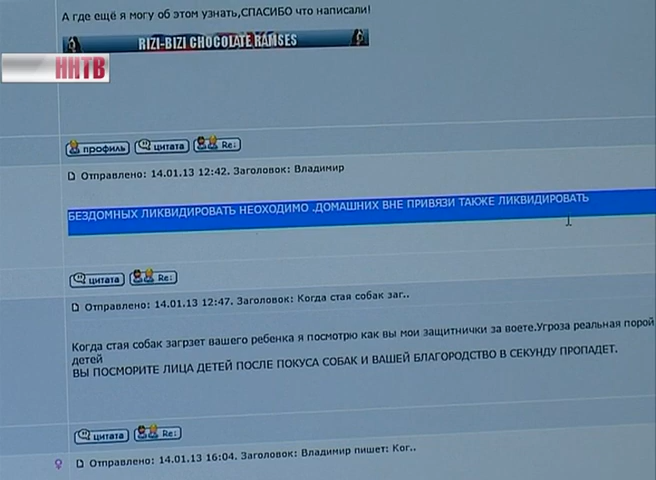 А где ещё я могу об этом узнать,СПАСИБО что написали!
RIZI-BIZI CHOCOLATE RAMSES
ННТВ
профиль цитата Re:
Отправлено: 14.01.13 12:42. Заголовок: Владимир
БЕЗДОМНЫХ ЛИКВИДИРОВАТЬ НЕОХОДИМО .ДОМАШНИХ ВНЕ ПРИВЯЗИ ТАКЖЕ ЛИКВИДИРОВАТЬ
цитата Re:
Отправлено: 14.01.13 12:47. Заголовок: Когда стая собак заг..
Когда стая собак загрзет вашего ребенка я посмотрю как вы мои защитнички за воете.Угроза реальная порой
детей
ВЫ ПОСМОРИТЕ ЛИЦА ДЕТЕЙ ПОСЛЕ ПОКУСА СОБАК И ВАШЕЙ БЛАГОРОДСТВО В СЕКУНДУ ПРОПАДЕТ.
цитата Re:
Отправлено: 14.01.13 16:04. Заголовок: Владимир пишет: Ког..